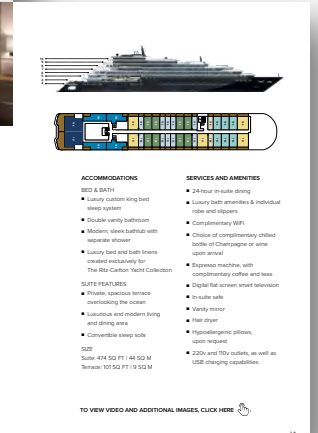 ACCOMMODATIONS
BED & BATH
Luxury custom king bed
sleep system
Double vanity bathroom
Modern, sleek bathtub with
separate shower
Luxury bed and bath linens
created exclusively for
The Ritz-Carlton Yacht Collection
SUITE FEATURES
Private, spacious terrace
overlooking the ocean
Luxurious and modern living
and dining area
Convertible sleep sofa
SIZE
Suite: 474 SQ FT | 44 SQ M
Terrace: 101 SQ FT | 9 SQ M
SERVICES AND AMENITIES
24-hour in-suite dining
Luxury bath amenities & individual
robe and slippers
Complimentary WiFi
Choice of complimentary chilled
bottle of Champagne or wine
upon arrival
Espresso machine, with
complimentary coffee and teas
Digital flat screen smart television
In-suite safe
Vanity mirror
Hair dryer
Hypoallergenic pillows,
upon request
220v and 110v outlets, as well as
USB charging capabilities
TO VIEW VIDEO AND ADDITIONAL IMAGES, CLICK HERE